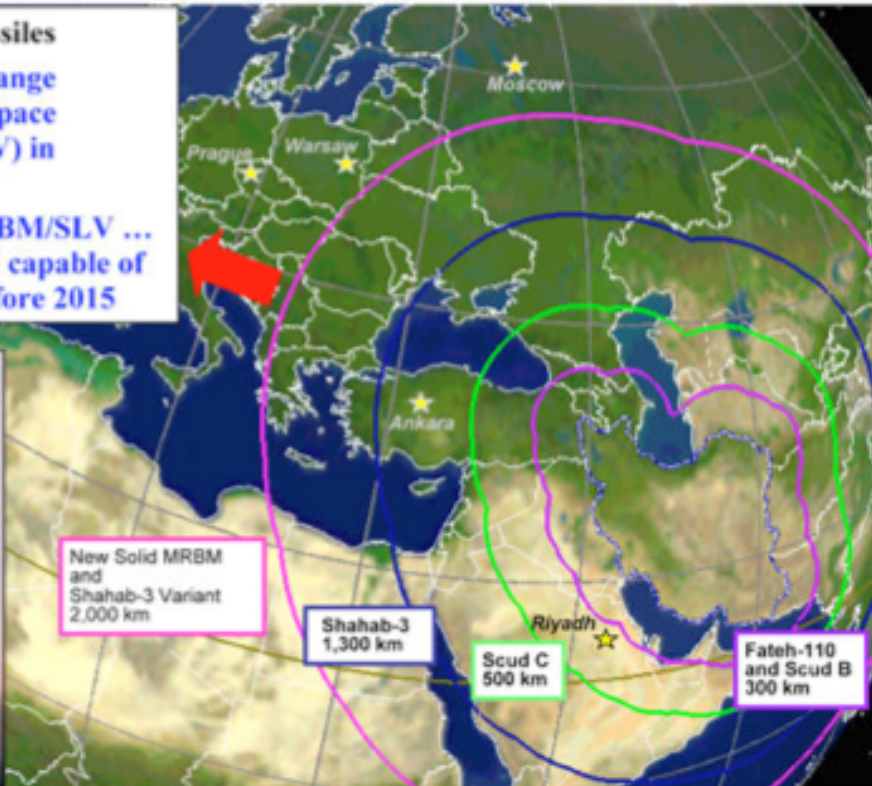 siles
ange
pace
V) in
BM/SLV ...
capable of
fore 2015
Moscow
Prague
Warsaw
Ankara
New Solid MRBM
and
Shahab-3 Variant
2,000 km
Shahab-3
1,300 km
Riyadh
Scud C
500 km
Fateh-110
and Scud B
300 km